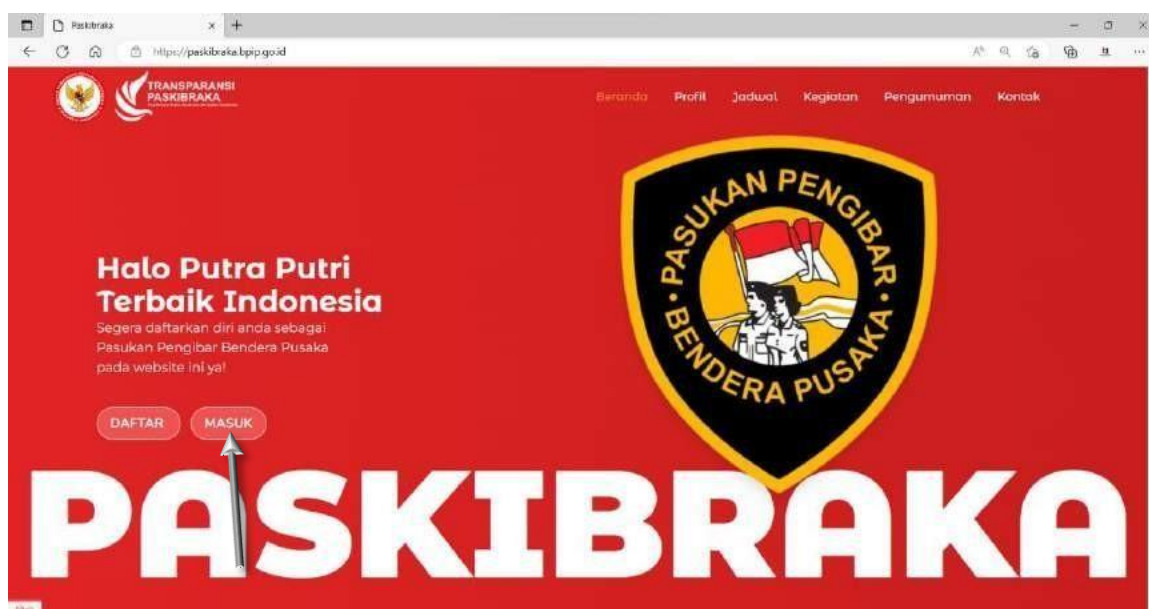 Paskibraka
https://paskibraka.bpip.go.id
TRANSPARANSI
PASKIBRAKA
Beranda Profil Jadwal Kegiatan Pengumuman Kontak
PASUKAN PENGIBAR
BENDERA PUSAKA
Halo Putra Putri
Terbaik Indonesia
Segera daftarkan diri anda sebagai
Pasukan Pengibar Bendera Pusaka
pada website ini ya!
DAFTAR MASUK
PASKIBRAKA